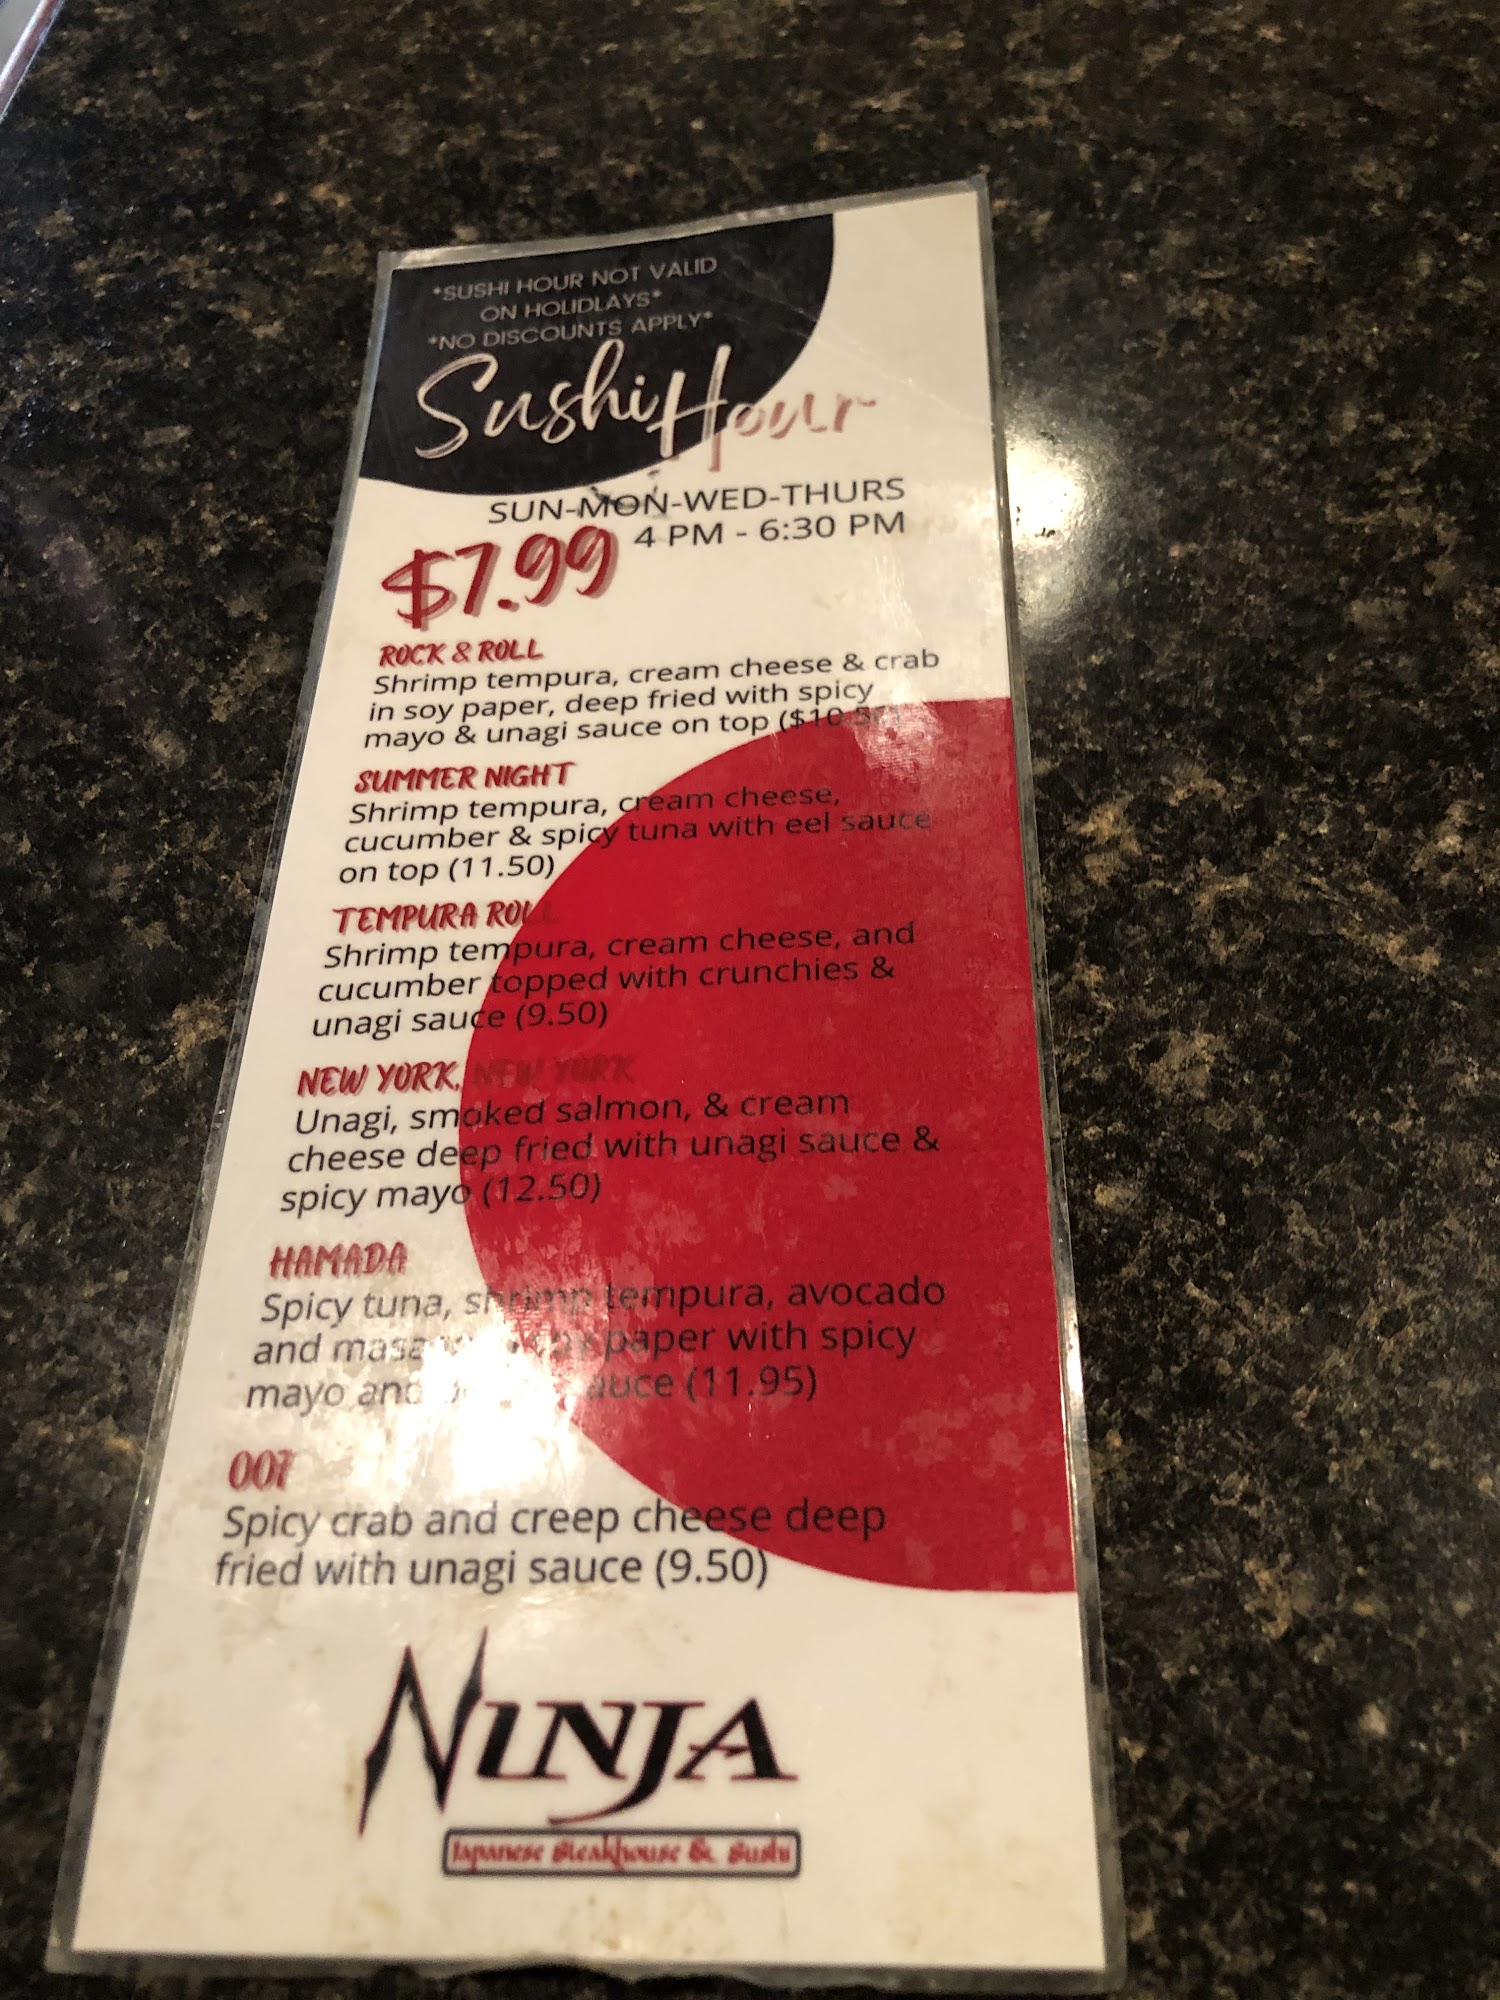 *SUSHI HOUR NOT VALID
ON HOLIDLAYS*
*NO DISCOUNTS APPLY*
Sushi Hour
SUN-MON-WED-THURS
4 PM - 6:30 PM
$7.99
ROCK & ROLL
Shrimp tempura, cream cheese & crab
in soy paper, deep fried with spicy
mayo & unagi sauce on top ($10.50)
SUMMER NIGHT
Shrimp tempura, cream cheese,
cucumber & spicy tuna with eel sauce
on top (11.50)
TEMPURA ROLL
Shrimp tempura, cream cheese, and
cucumber topped with crunchies &
unagi sauce (9.50)
NEW YORK, NEW YORK
Unagi, smoked salmon, & cream
cheese deep fried with unagi sauce &
spicy mayo (12.50)
HAMADA
Spicy tuna, shrimp tempura, avocado
and paper with spicy
mayo and sauce (11.95)
007
Spicy crab and creep cheese deep
fried with unagi sauce (9.50)
NINJA
Japanese Steakhouse & Sushi